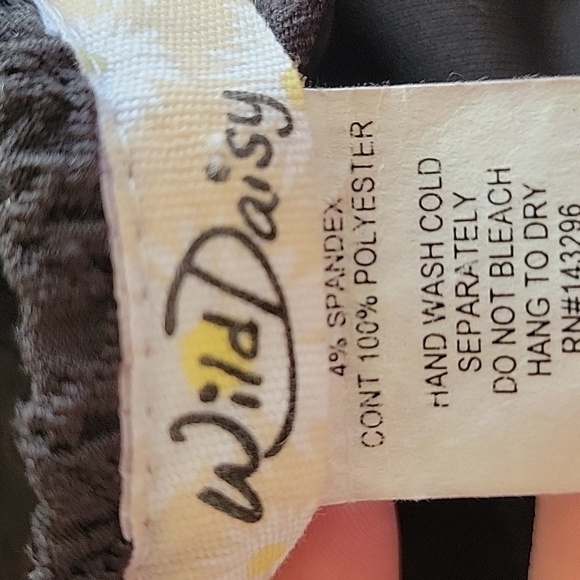 Wild Daisy
4% SPANDEX
CONT 100% POLYESTER
HAND WASH COLD
SEPARATELY
DO NOT BLEACH
HANG TO DRY
RN#143296